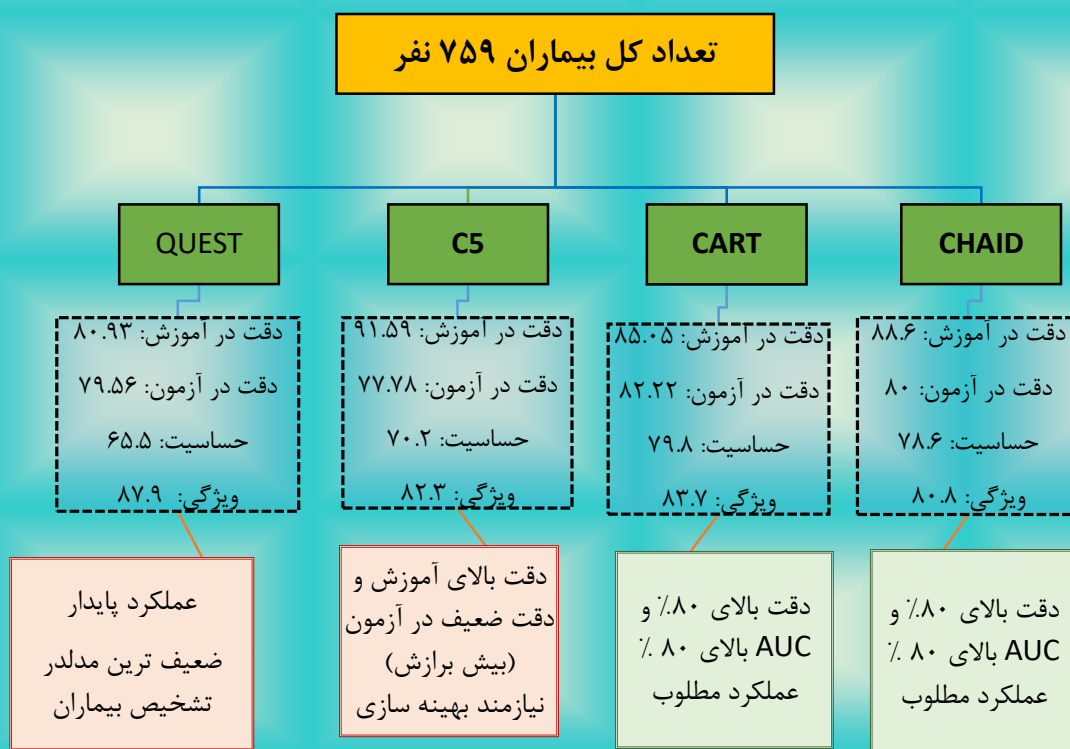 تعداد کل بیماران ۷۵۹ نفر
CHAID
دقت در آموزش: ۸۸.۶
دقت در آزمون: ۸۰
حساسیت: ۷۸.۶
ویژگی: ۸۰.۸
دقت بالای ۸۰٪ و
AUC بالای ۸۰ ٪
عملکرد مطلوب
CART
دقت در آموزش: ۸۵.۰۵
دقت در آزمون: ۸۲.۲۲
حساسیت: ۷۹.۸
ویژگی: ۸۳.۷
دقت بالای ۸۰٪ و
AUC بالای ۸۰ ٪
عملکرد مطلوب
C5
دقت در آموزش: ۹۱.۵۹
دقت در آزمون: ۷۷.۷۸
حساسیت: ۷۰.۲
ویژگی: ۸۲.۳
دقت بالای آموزش و
دقت ضعیف در آزمون
(بیش برازش)
نیازمند بهینه سازی
QUEST
دقت در آموزش: ۸۰.۹۳
دقت در آزمون: ۷۹.۵۶
حساسیت: ۶۵.۵
ویژگی: ۸۷.۹
عملکرد پایدار
ضعیف ترین مدلدر
تشخیص بیماران